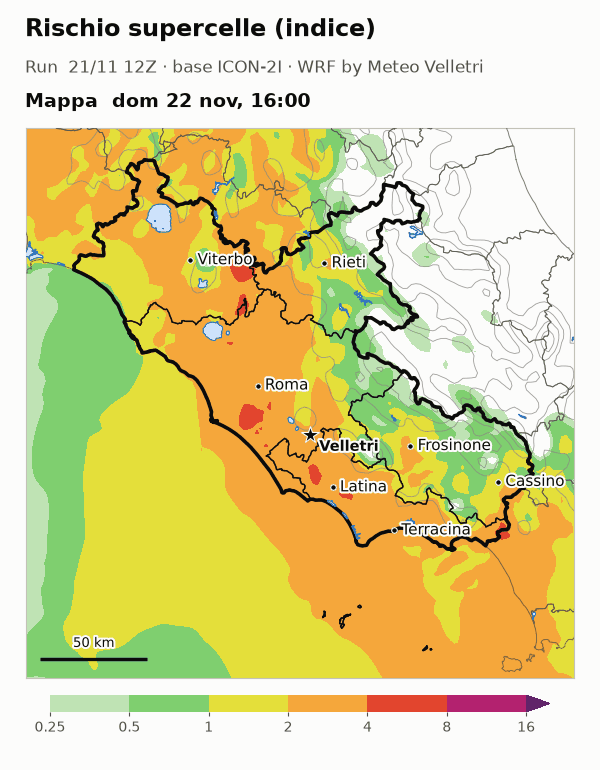 Rischio supercelle (indice)
Run  21/11 12Z · base ICON-2I · WRF by Meteo Velletri
Mappa  dom 22 nov, 16:00
Viterbo
Rieti
Roma
Velletri
Frosinone
Latina
Cassino
Terracina
50 km
0.25 0.5 1 2 4 8 16